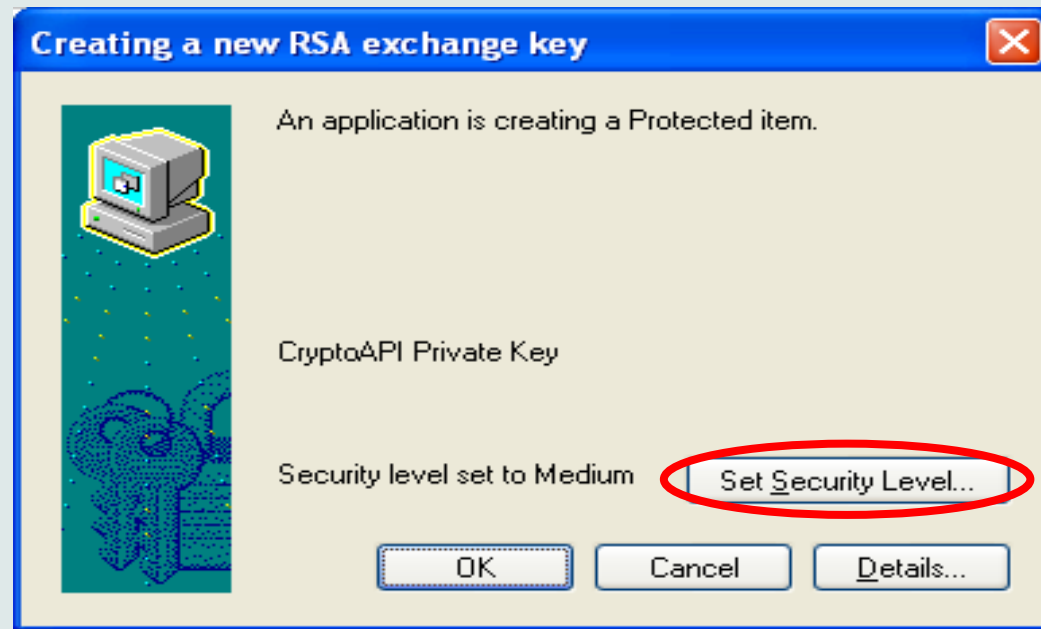 Creating a new RSA exchange key
An application is creating a Protected item.
CryptoAPI Private Key
Security level set to Medium
Set Security Level...
OK
Cancel
Details...